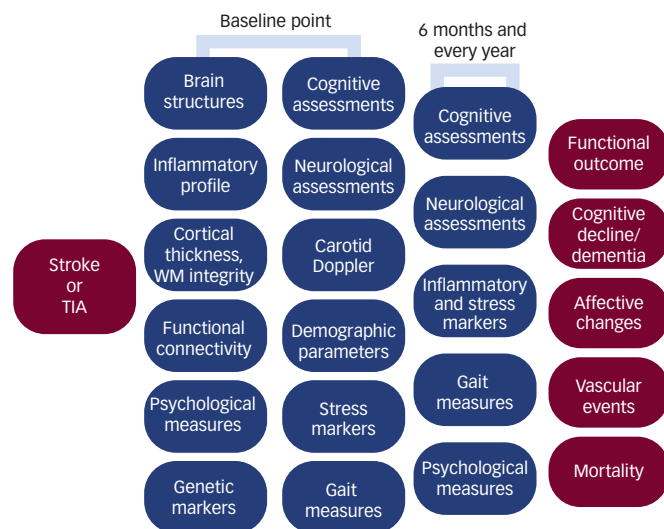 Baseline point
6 months and
every year
Stroke
or
TIA
Brain
structures
Inflammatory
profile
Cortical
thickness,
WM integrity
Functional
connectivity
Psychological
measures
Genetic
markers
Cognitive
assessments
Neurological
assessments
Carotid
Doppler
Demographic
parameters
Stress
markers
Gait
measures
Cognitive
assessments
Neurological
assessments
Inflammatory
and stress
markers
Gait
measures
Psychological
measures
Functional
outcome
Cognitive
decline/
dementia
Affective
changes
Vascular
events
Mortality